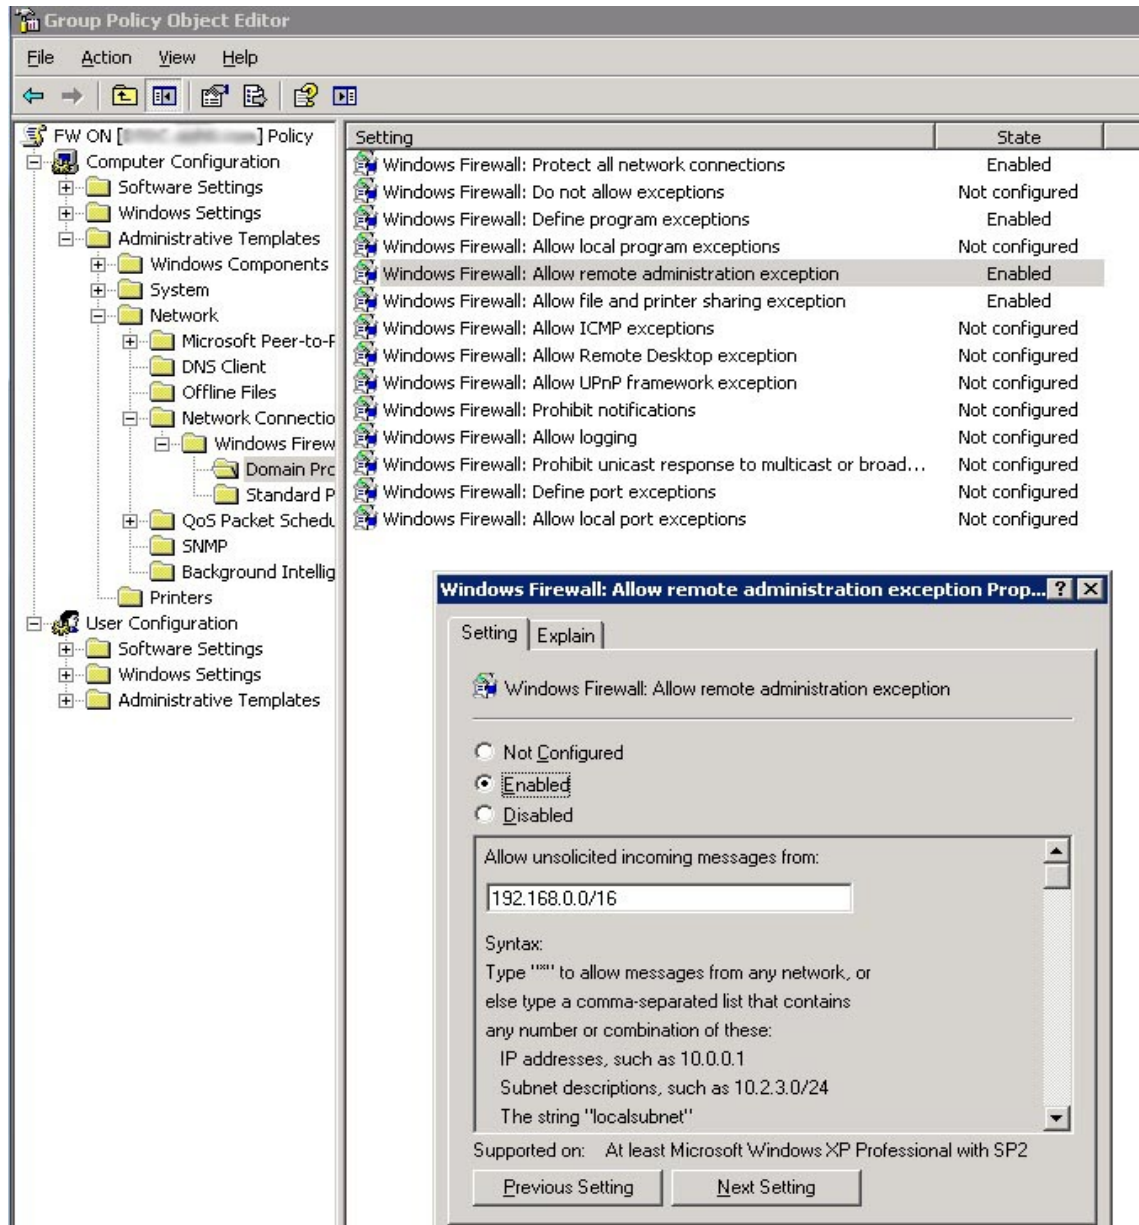 Group Policy Object Editor
File Action View Help
FW ON [ ] Policy
Computer Configuration
Software Settings
Windows Settings
Administrative Templates
Windows Components
System
Network
Microsoft Peer-to-P
DNS Client
Offline Files
Network Connectio
Windows Firew
Domain Pro
Standard P
QoS Packet Schedu
SNMP
Background Intellig
Printers
User Configuration
Software Settings
Windows Settings
Administrative Templates
Setting State
Windows Firewall: Protect all network connections Enabled
Windows Firewall: Do not allow exceptions Not configured
Windows Firewall: Define program exceptions Enabled
Windows Firewall: Allow local program exceptions Not configured
Windows Firewall: Allow remote administration exception Enabled
Windows Firewall: Allow file and printer sharing exception Enabled
Windows Firewall: Allow ICMP exceptions Not configured
Windows Firewall: Allow Remote Desktop exception Not configured
Windows Firewall: Allow UPnP framework exception Not configured
Windows Firewall: Prohibit notifications Not configured
Windows Firewall: Allow logging Not configured
Windows Firewall: Prohibit unicast response to multicast or broad... Not configured
Windows Firewall: Define port exceptions Not configured
Windows Firewall: Allow local port exceptions Not configured
Windows Firewall: Allow remote administration exception Prop...
Setting Explain
Windows Firewall: Allow remote administration exception
Not Configured
Enabled
Disabled
Allow unsolicited incoming messages from:
192.168.0.0/16
Syntax:
Type "*" to allow messages from any network, or
else type a comma-separated list that contains
any number or combination of these:
IP addresses, such as 10.0.0.1
Subnet descriptions, such as 10.2.3.0/24
The string "localsubnet"
Supported on: At least Microsoft Windows XP Professional with SP2
Previous Setting Next Setting